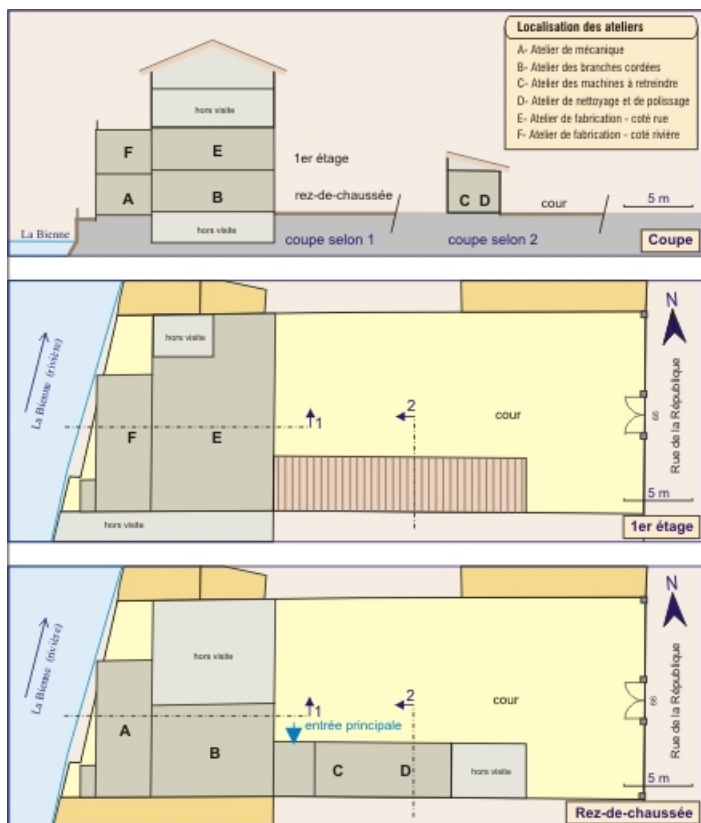 Localisation des ateliers
A- Atelier de mécanique
B- Atelier des branches cordées
C- Atelier des machines à retreindre
D- Atelier de nettoyage et de polissage
E- Atelier de fabrication - coté rue
F- Atelier de fabrication - coté rivière
hors visite
F
E
1er étage
A
B
rez-de-chaussée
C D
cour
5 m
La Bienne
hors visite
coupe selon 1
coupe selon 2
Coupe
N
hors visite
La Bienne (rivière)
1
2
cour
66
Rue de la République
F
E
5 m
hors visite
1er étage
N
La Bienne (rivière)
hors visite
1
2
cour
66
Rue de la République
entrée principale
A
B
C
D
hors visite
5 m
Rez-de-chaussée